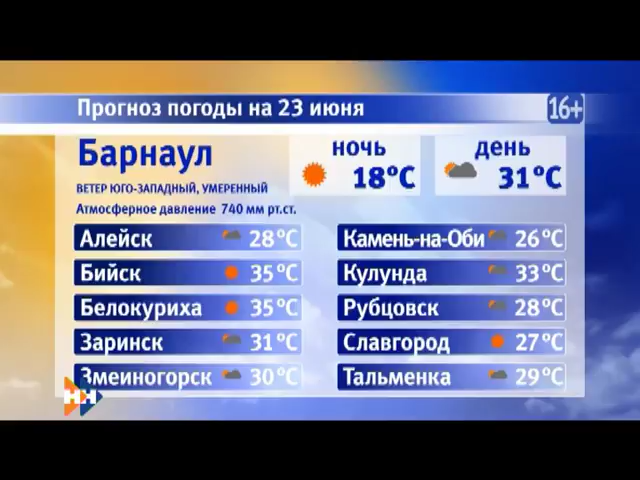 Прогноз погоды на 23 июня
16+
Барнаул
ночь
18°C
день
31°C
ВЕТЕР ЮГО-ЗАПАДНЫЙ, УМЕРЕННЫЙ
Атмосферное давление 740 мм рт.ст.
Алейск 28°C
Бийск 35°C
Белокуриха 35°C
Заринск 31°C
Змеиногорск 30°C
Камень-на-Оби 26°C
Кулунда 33°C
Рубцовск 28°C
Славгород 27°C
Тальменка 29°C
НН